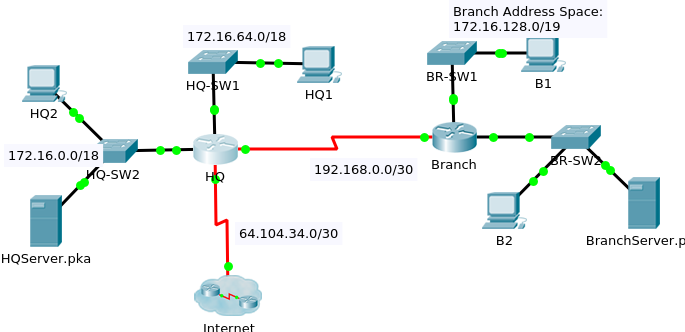 Branch Address Space:
172.16.128.0/19
172.16.64.0/18
BR-SW1
B1
HQ-SW1
HQ1
HQ2
172.16.0.0/18
HQ-SW2
HQ
192.168.0.0/30
Branch
BR-SW2
64.104.34.0/30
B2
BranchServer.p
HQServer.pka
Internet